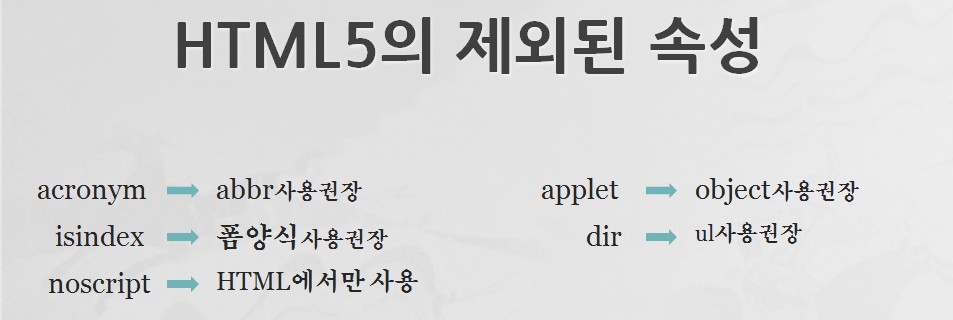 HTML5의 제외된 속성
acronym → abbr사용권장
isindex → 폼양식사용권장
noscript → HTML에서만 사용
applet → object사용권장
dir → ul사용권장